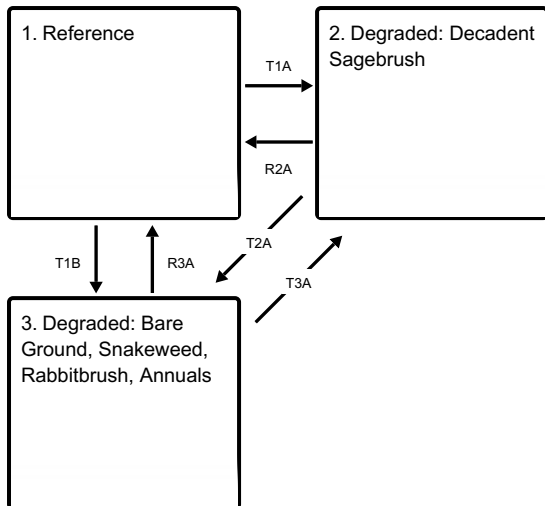 1. Reference
2. Degraded: Decadent
Sagebrush
T1A
R2A
T2A
T1B
R3A
T3A
3. Degraded: Bare
Ground, Snakeweed,
Rabbitbrush, Annuals